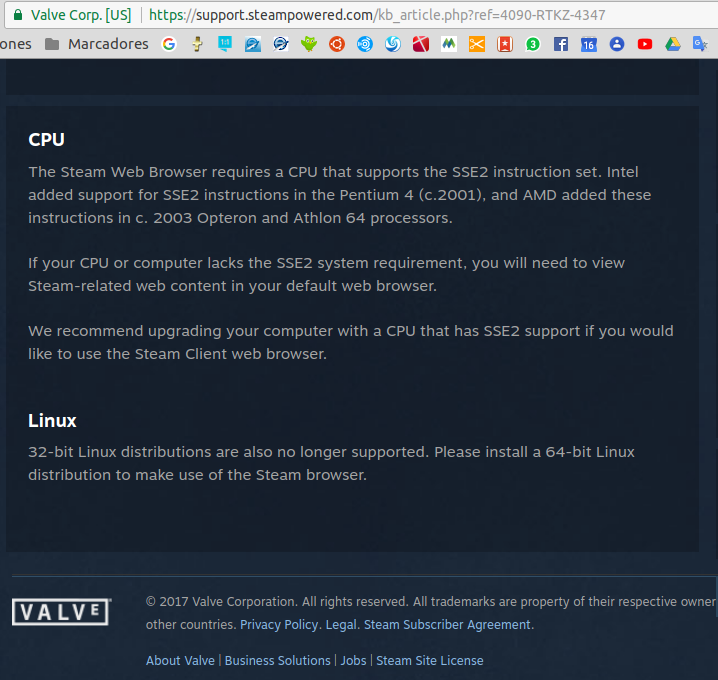 Valve Corp. [US] | https://support.steampowered.com/kb_article.php?ref=4090-RTKZ-4347
ones Marcadores G 1:1 3 f 16
CPU
The Steam Web Browser requires a CPU that supports the SSE2 instruction set. Intel
added support for SSE2 instructions in the Pentium 4 (c.2001), and AMD added these
instructions in c. 2003 Opteron and Athlon 64 processors.
If your CPU or computer lacks the SSE2 system requirement, you will need to view
Steam-related web content in your default web browser.
We recommend upgrading your computer with a CPU that has SSE2 support if you would
like to use the Steam Client web browser.
Linux
32-bit Linux distributions are also no longer supported. Please install a 64-bit Linux
distribution to make use of the Steam browser.
VALVE
© 2017 Valve Corporation. All rights reserved. All trademarks are property of their respective owner
other countries. Privacy Policy. Legal. Steam Subscriber Agreement.
About Valve | Business Solutions | Jobs | Steam Site License